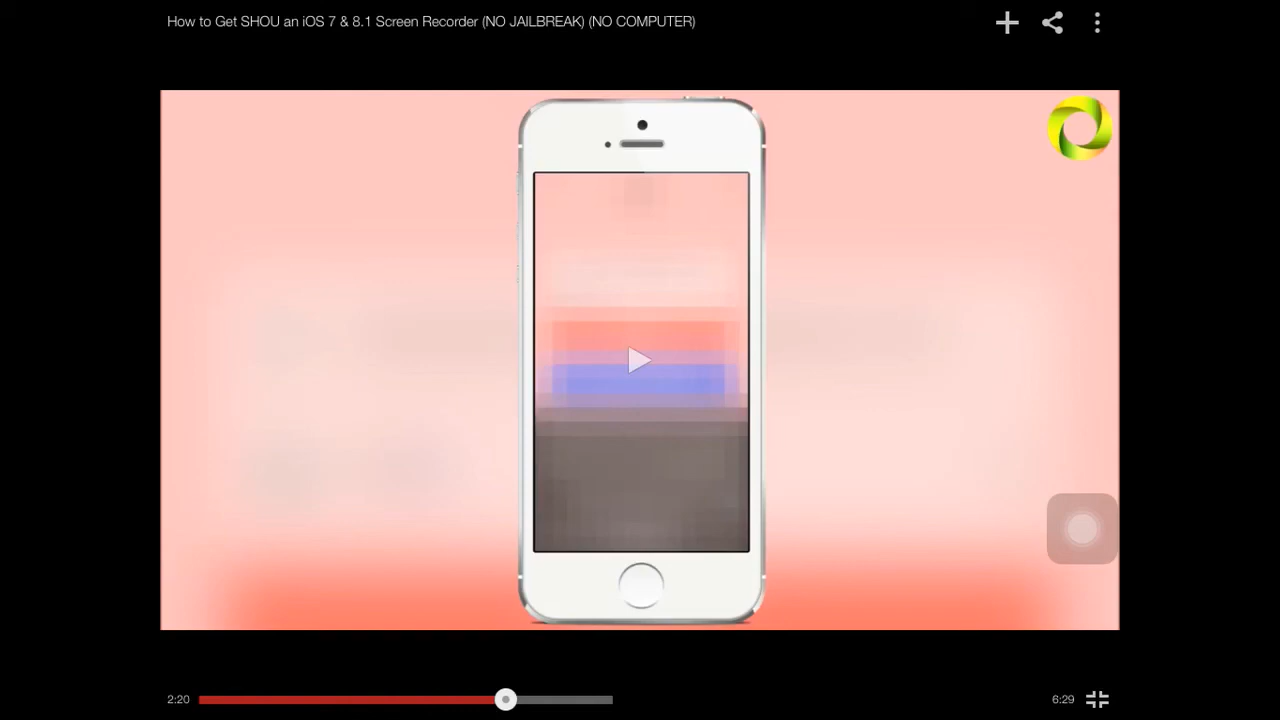 How to Get SHOU an iOS 7 & 8.1 Screen Recorder (NO JAILBREAK) (NO COMPUTER)
2:20
6:29